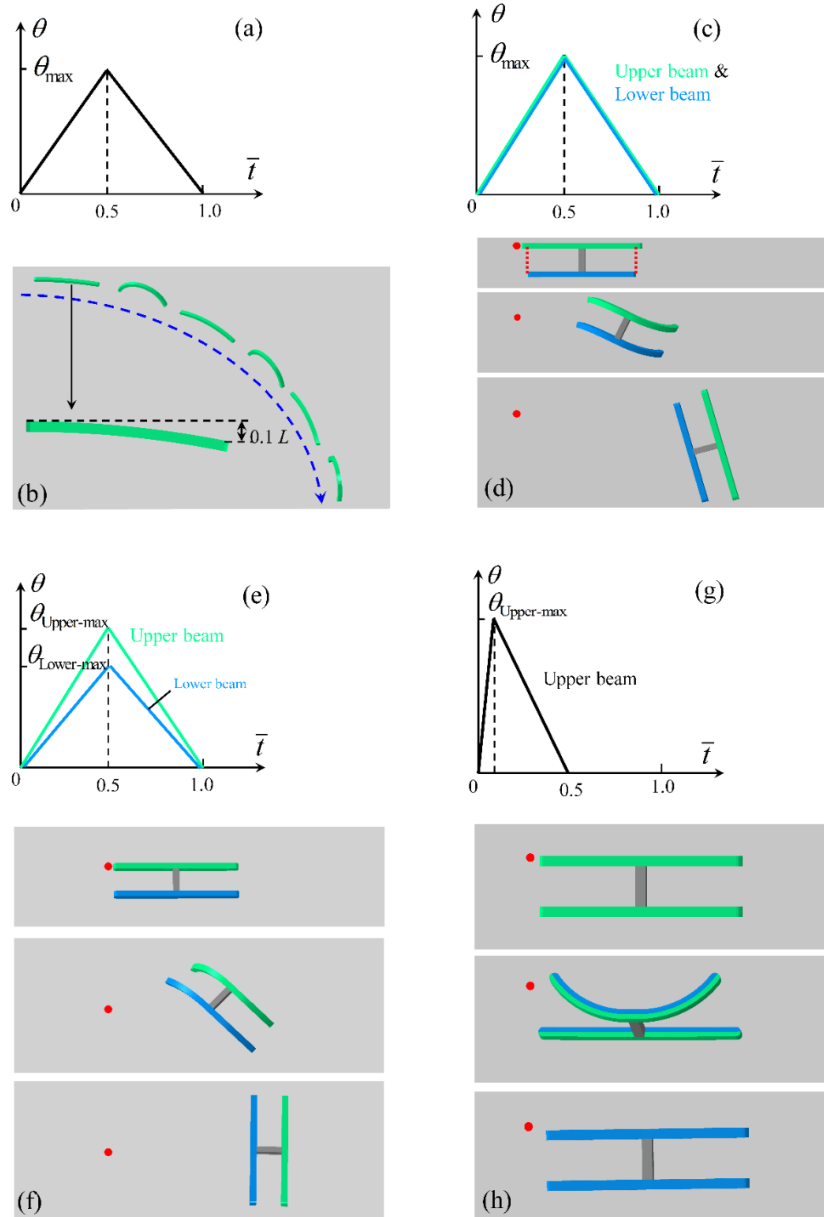 θ
(a)
θmax
t̅
0
0.5
1.0
(c)
θmax
Upper beam &
Lower beam
t̅
0
0.5
1.0
0.1 L
(b)
(d)
θ
(e)
θUpper-max
Upper beam
θLower-max
Lower beam
t̅
0
0.5
1.0
θ
(g)
θUpper-max
Upper beam
t̅
0
0.5
1.0
(f)
(h)